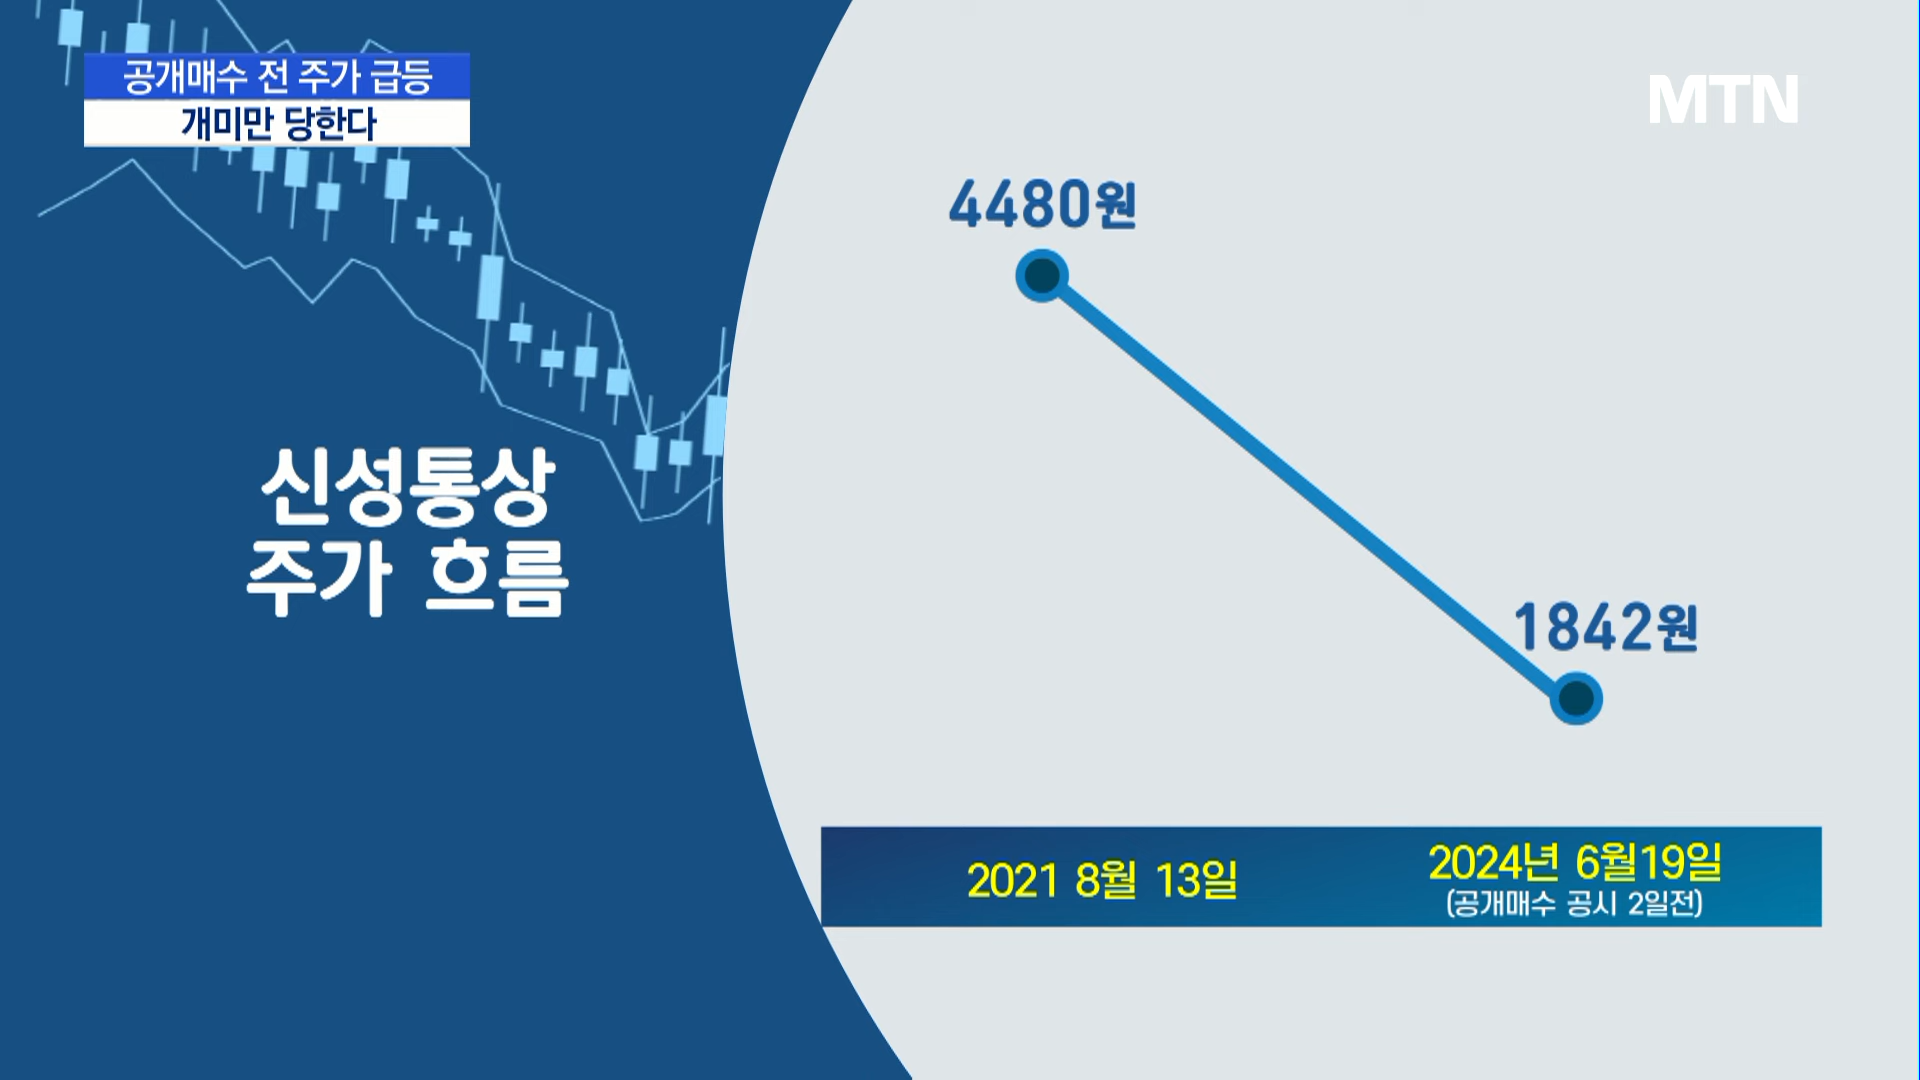 공개매수 전 주가 급등
개미만 당한다
MTN
신성통상
주가 흐름
4480원
1842원
2021 8월 13일
2024년 6월19일
(공개매수 공시 2일전)